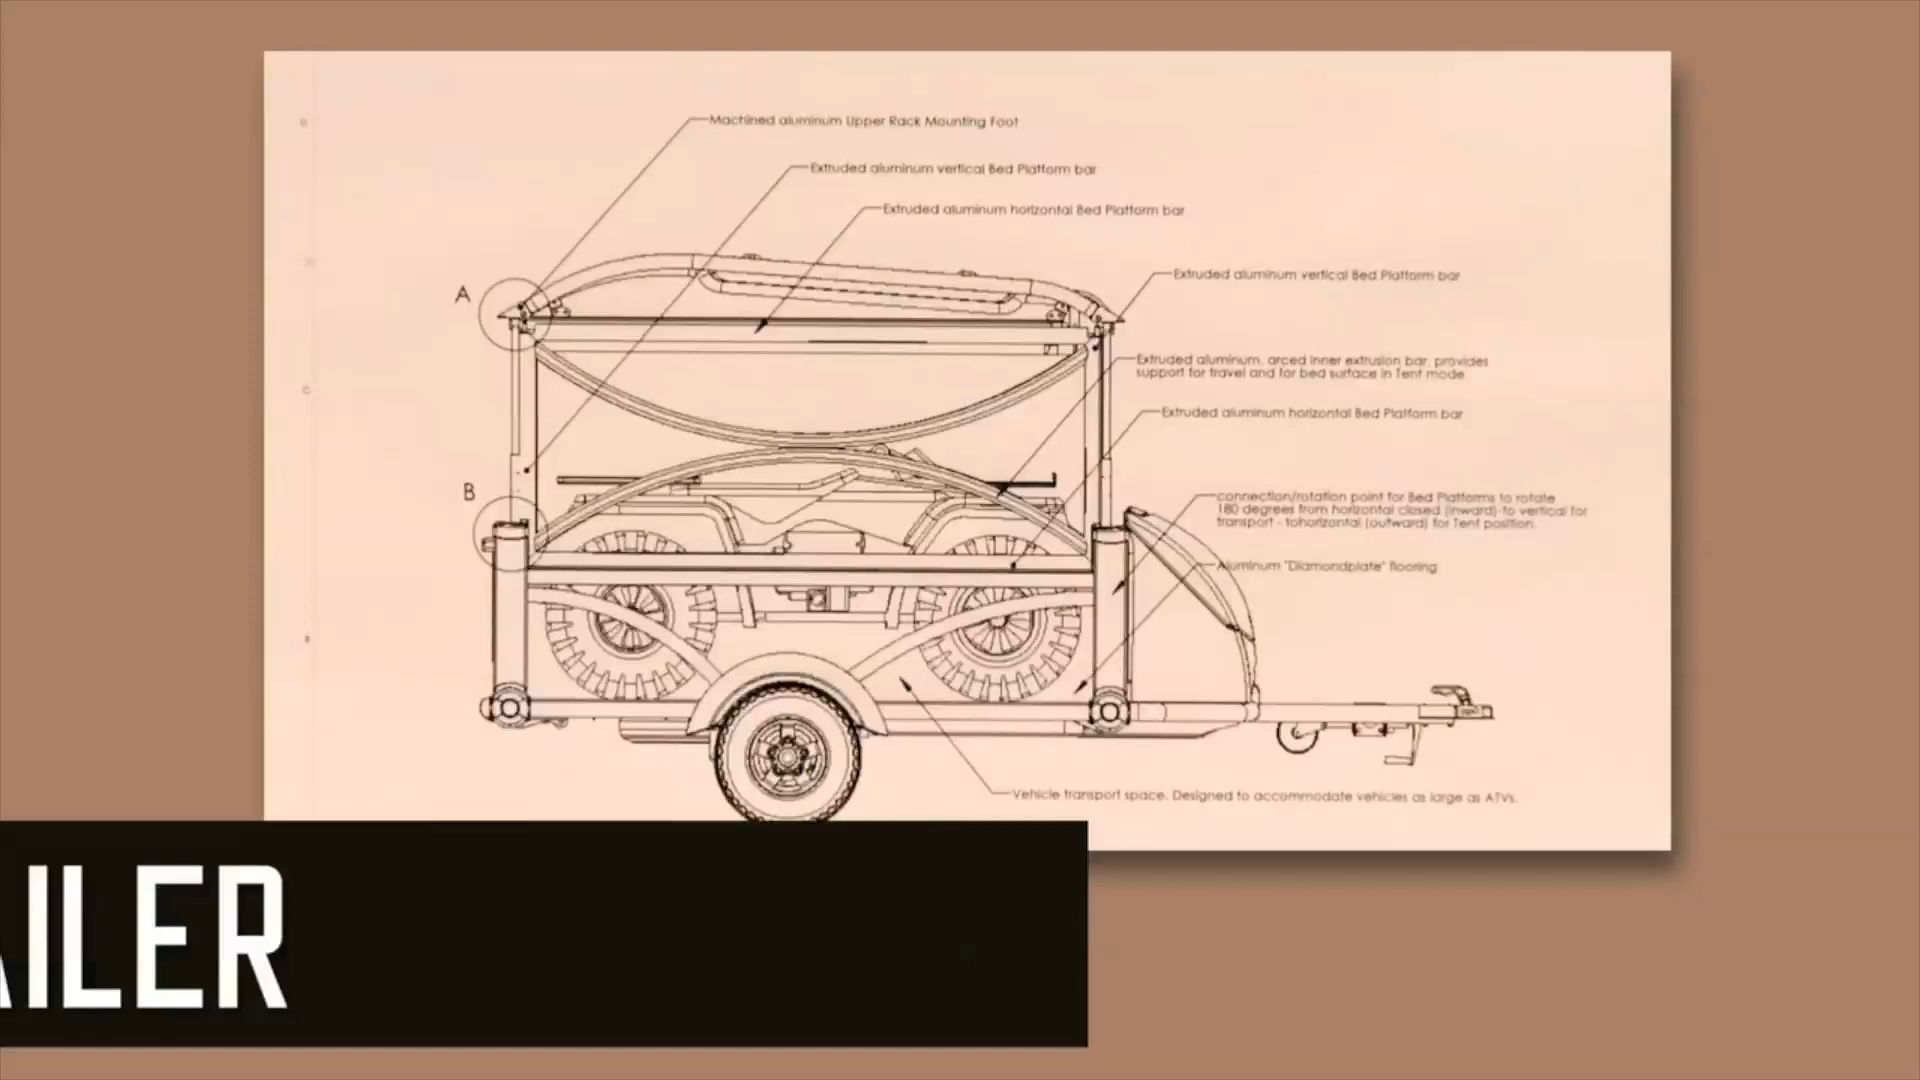 Machined aluminum Upper Rack Mounting Foot
Extruded aluminum vertical Bed Platform bar
Extruded aluminum horizontal Bed Platform bar
Extruded aluminum vertical Bed Platform bar
A
Extruded aluminum, arced inner extrusion bar, provides
support for travel and for bed surface in Tent mode
Extruded aluminum horizontal Bed Platform bar
B
connection/rotation point for Bed Platforms to rotate
180 degrees from horizontal closed (inward) to vertical for
transport - tohorizontal (outward) for Tent position.
Aluminum "Diamondplate" flooring
Vehicle transport space. Designed to accommodate vehicles as large as ATVs.
AILER